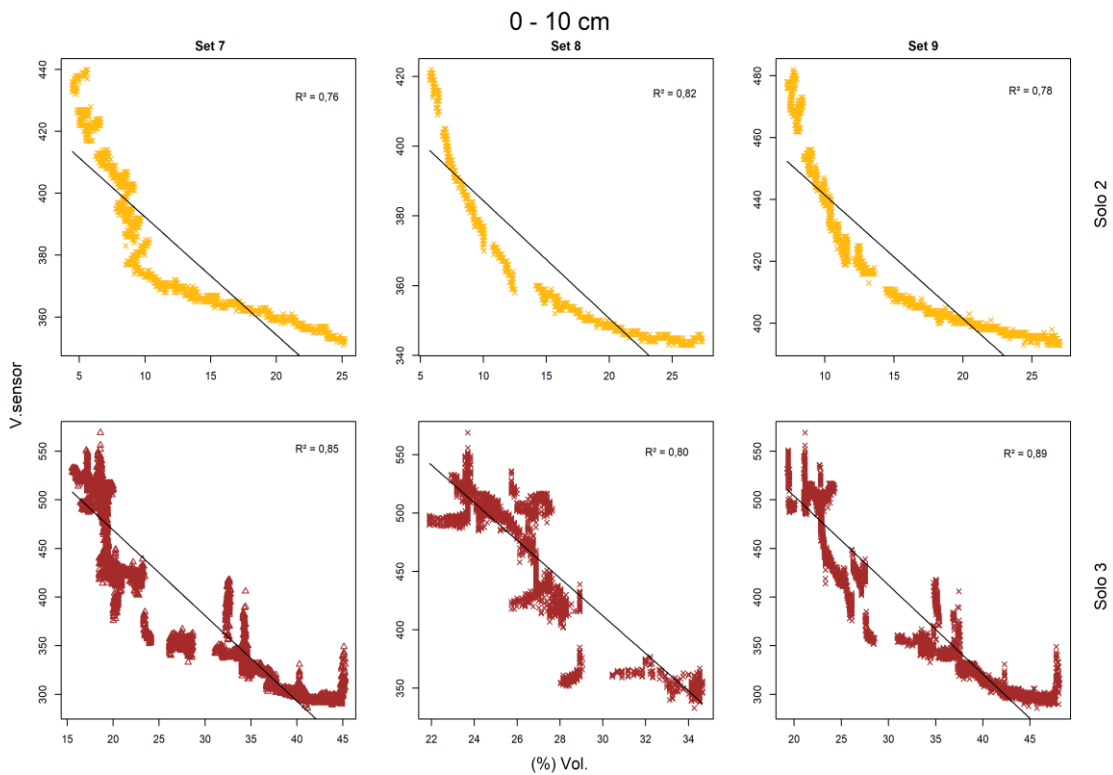 0 - 10 cm
Set 7 Set 8 Set 9
R² = 0,76
R² = 0,82
R² = 0,78
440
420
400
380
360
5 10 15 20 25
420
400
380
360
340
5 10 15 20 25
480
460
440
420
400
10 15 20 25
Solo 2
V.sensor
R² = 0,85
R² = 0,80
R² = 0,89
550
500
450
400
350
300
15 20 25 30 35 40 45
550
500
450
400
350
22 24 26 28 30 32 34
550
500
450
400
350
300
20 25 30 35 40 45
Solo 3
(%) Vol.